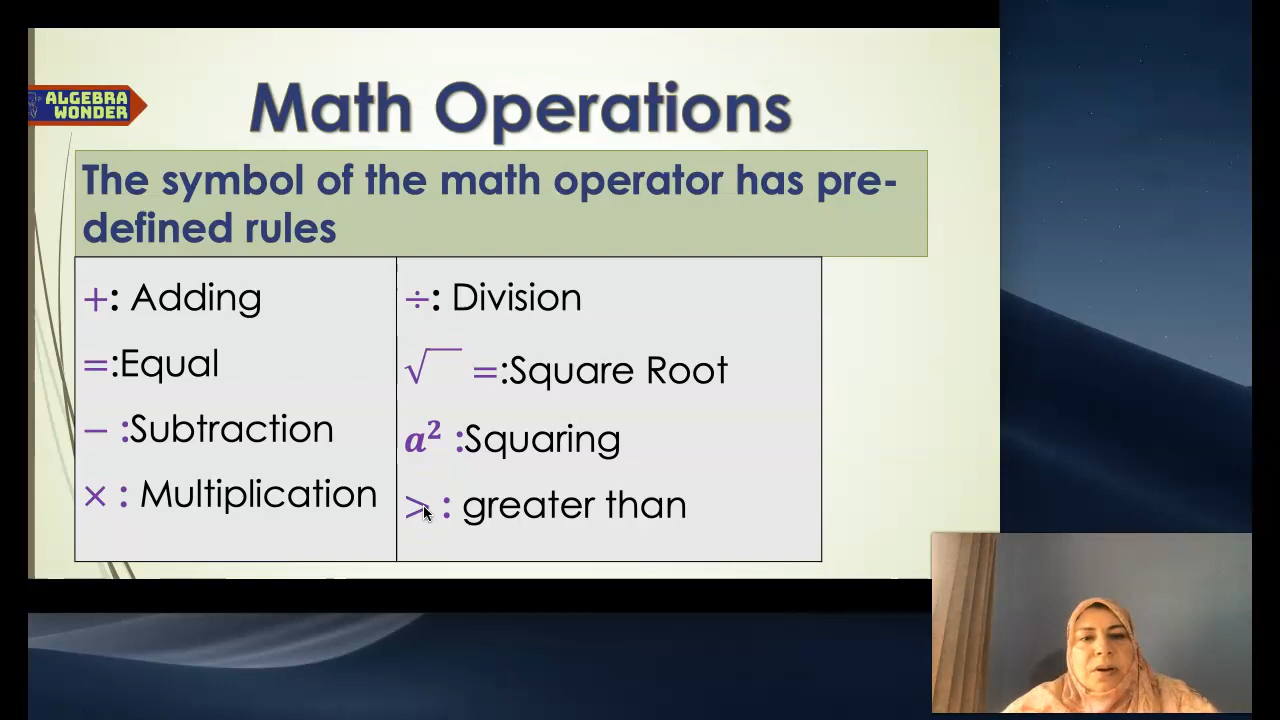 ALGEBRA
WONDER
Math Operations
The symbol of the math operator has pre-
defined rules
+: Adding
=:Equal
− :Subtraction
× : Multiplication
÷: Division
√ =:Square Root
a² :Squaring
> : greater than